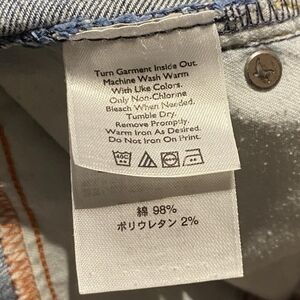 Turn Garment Inside Out.
Machine Wash Warm
With Like Colors.
Only Non-Chlorine
Bleach When Needed.
Tumble Dry.
Remove Promptly.
Warm Iron As Desired.
Do Not Iron On Print.
40C
綿 98%
ポリウレタン 2%